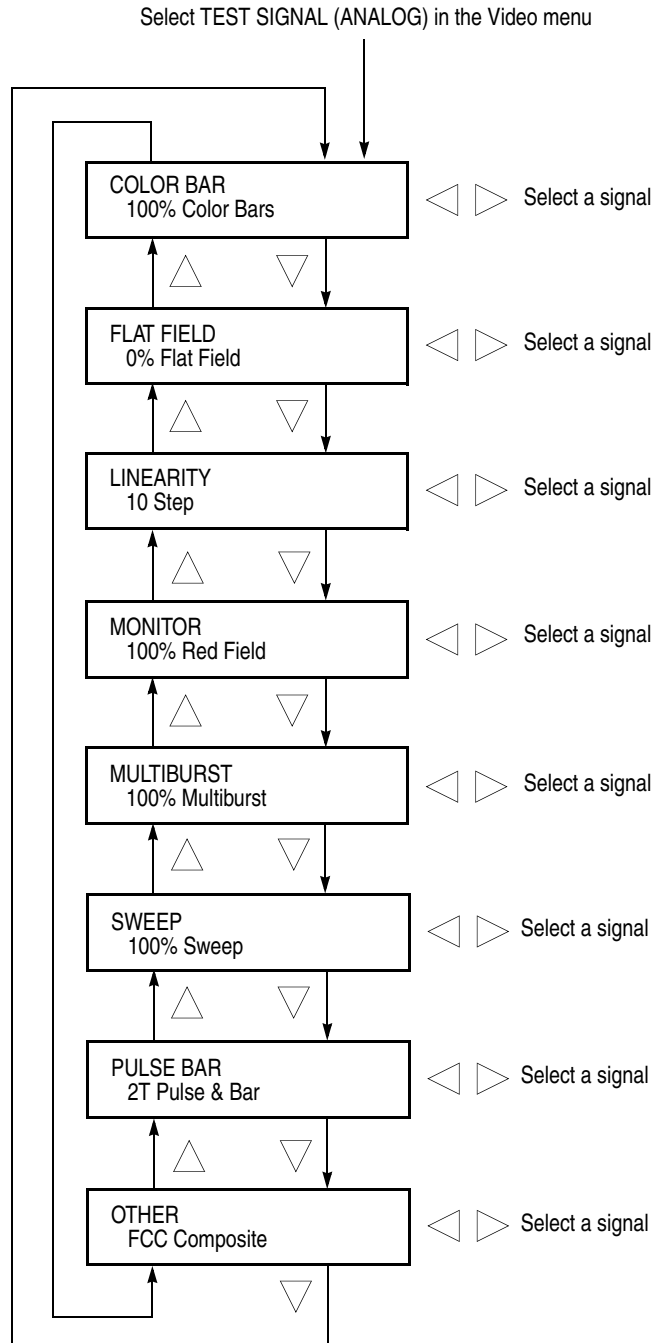 Select TEST SIGNAL (ANALOG) in the Video menu
COLOR BAR
100% Color Bars
Select a signal
FLAT FIELD
0% Flat Field
Select a signal
LINEARITY
10 Step
Select a signal
MONITOR
100% Red Field
Select a signal
MULTIBURST
100% Multiburst
Select a signal
SWEEP
100% Sweep
Select a signal
PULSE BAR
2T Pulse & Bar
Select a signal
OTHER
FCC Composite
Select a signal